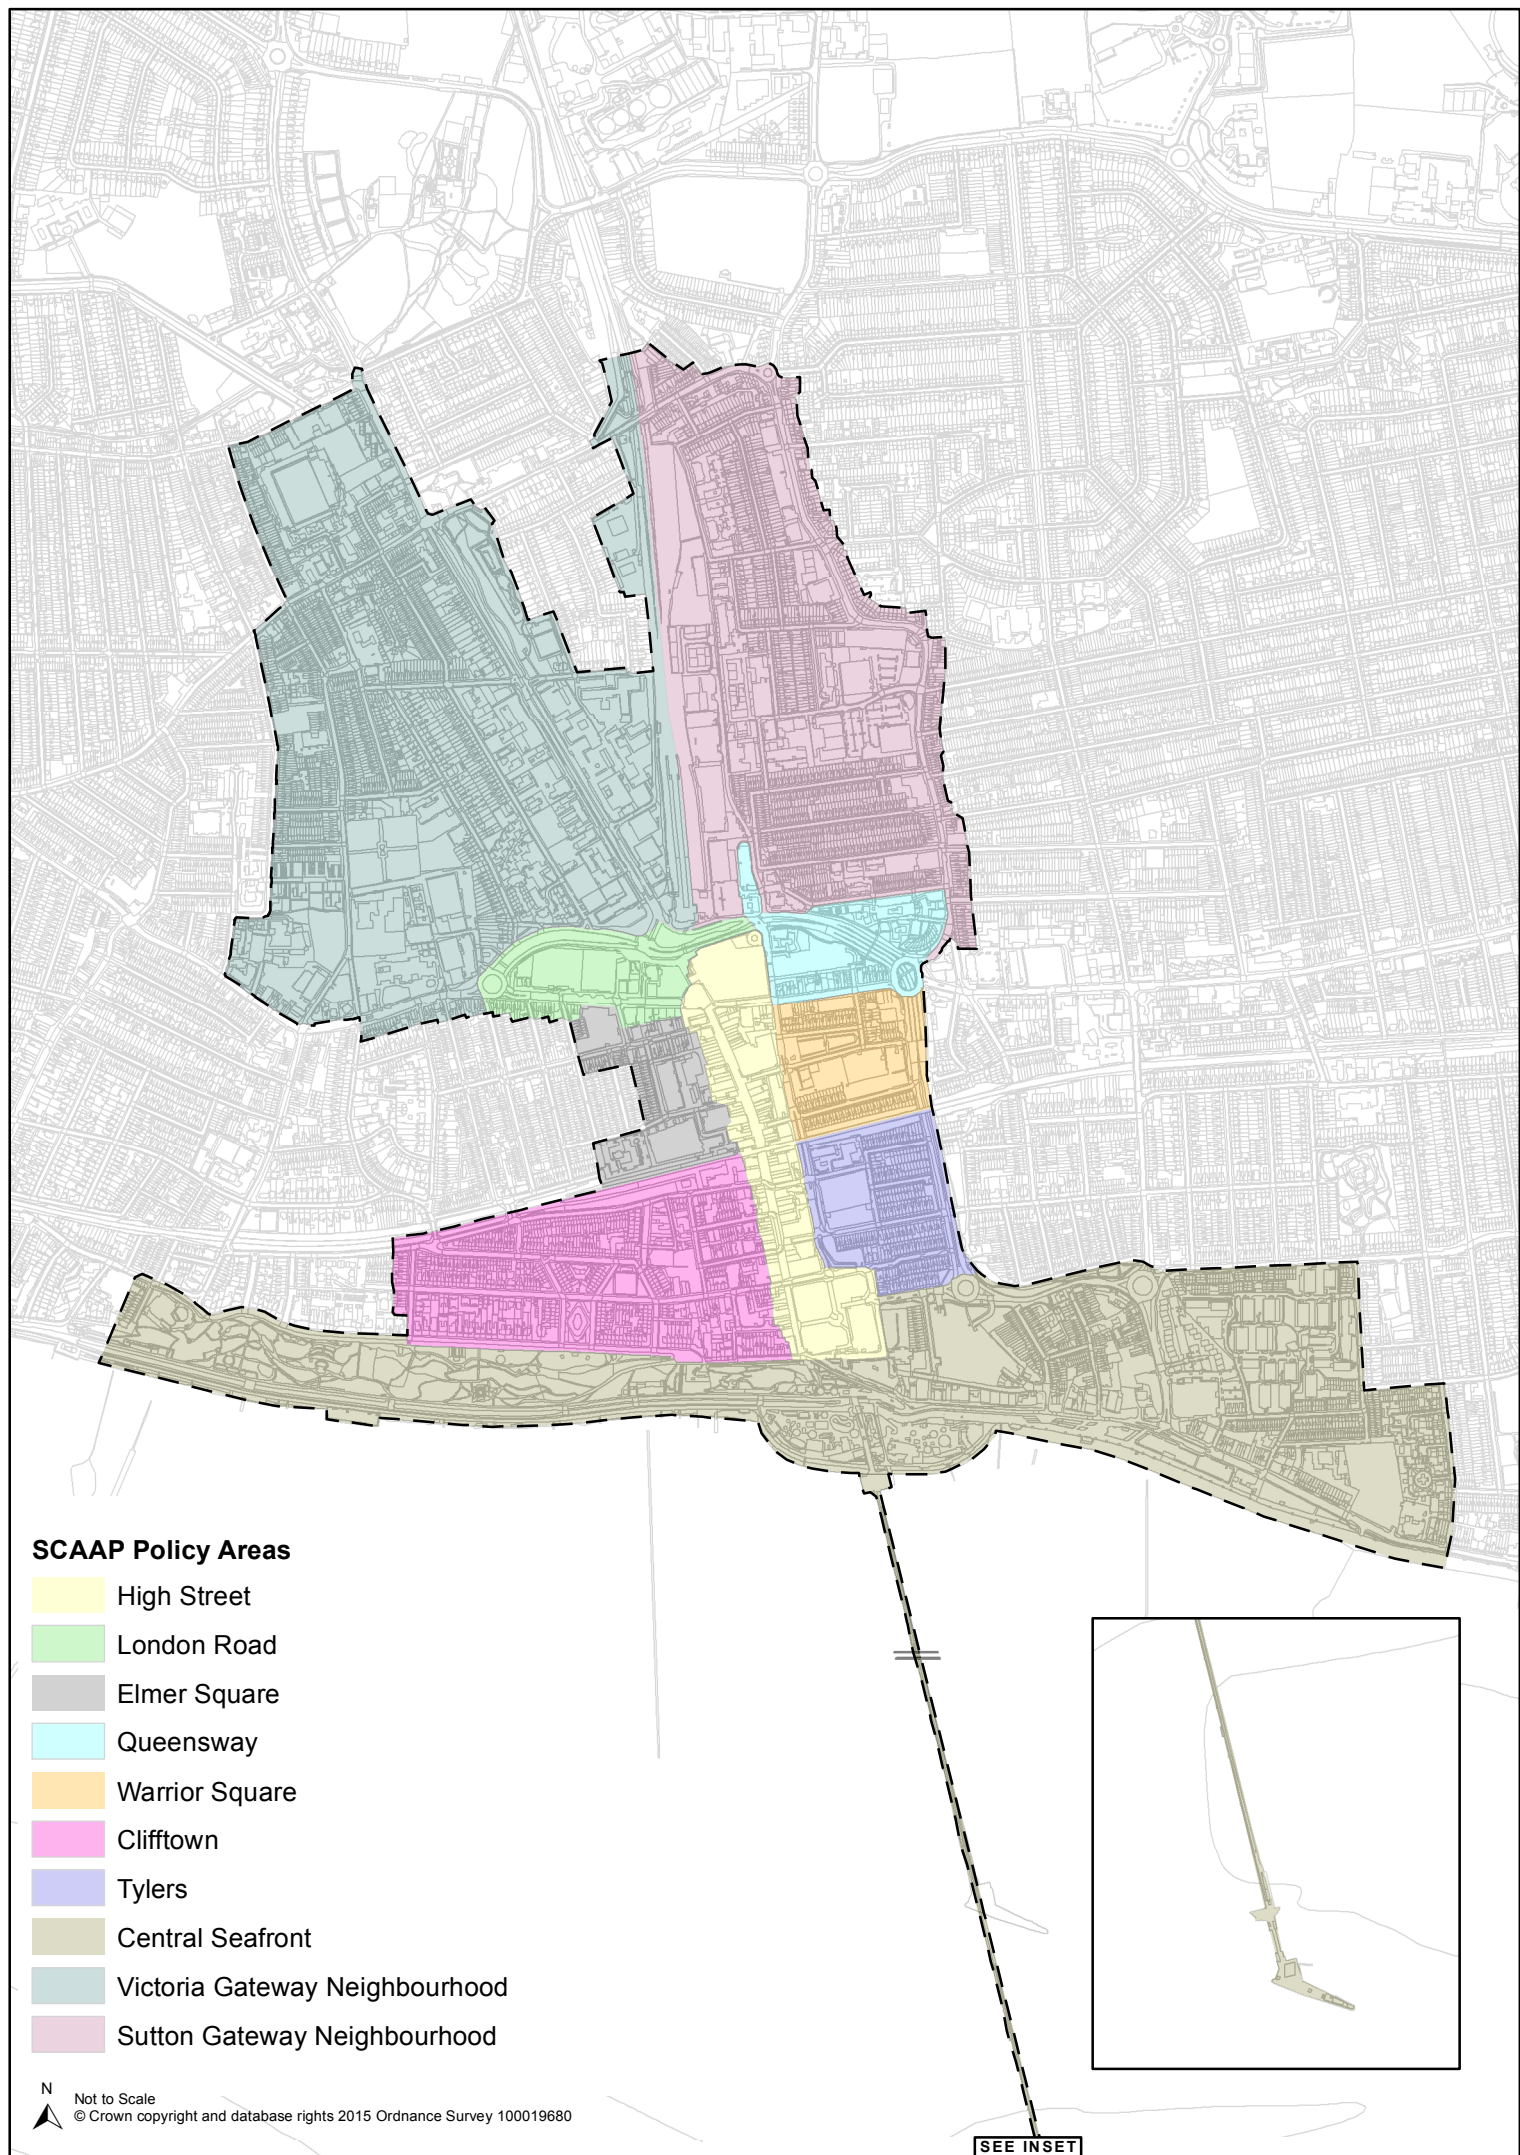 SCAAP Policy Areas
High Street
London Road
Elmer Square
Queensway
Warrior Square
Clifftown
Tylers
Central Seafront
Victoria Gateway Neighbourhood
Sutton Gateway Neighbourhood
N
Not to Scale
© Crown copyright and database rights 2015 Ordnance Survey 100019680
SEE INSET